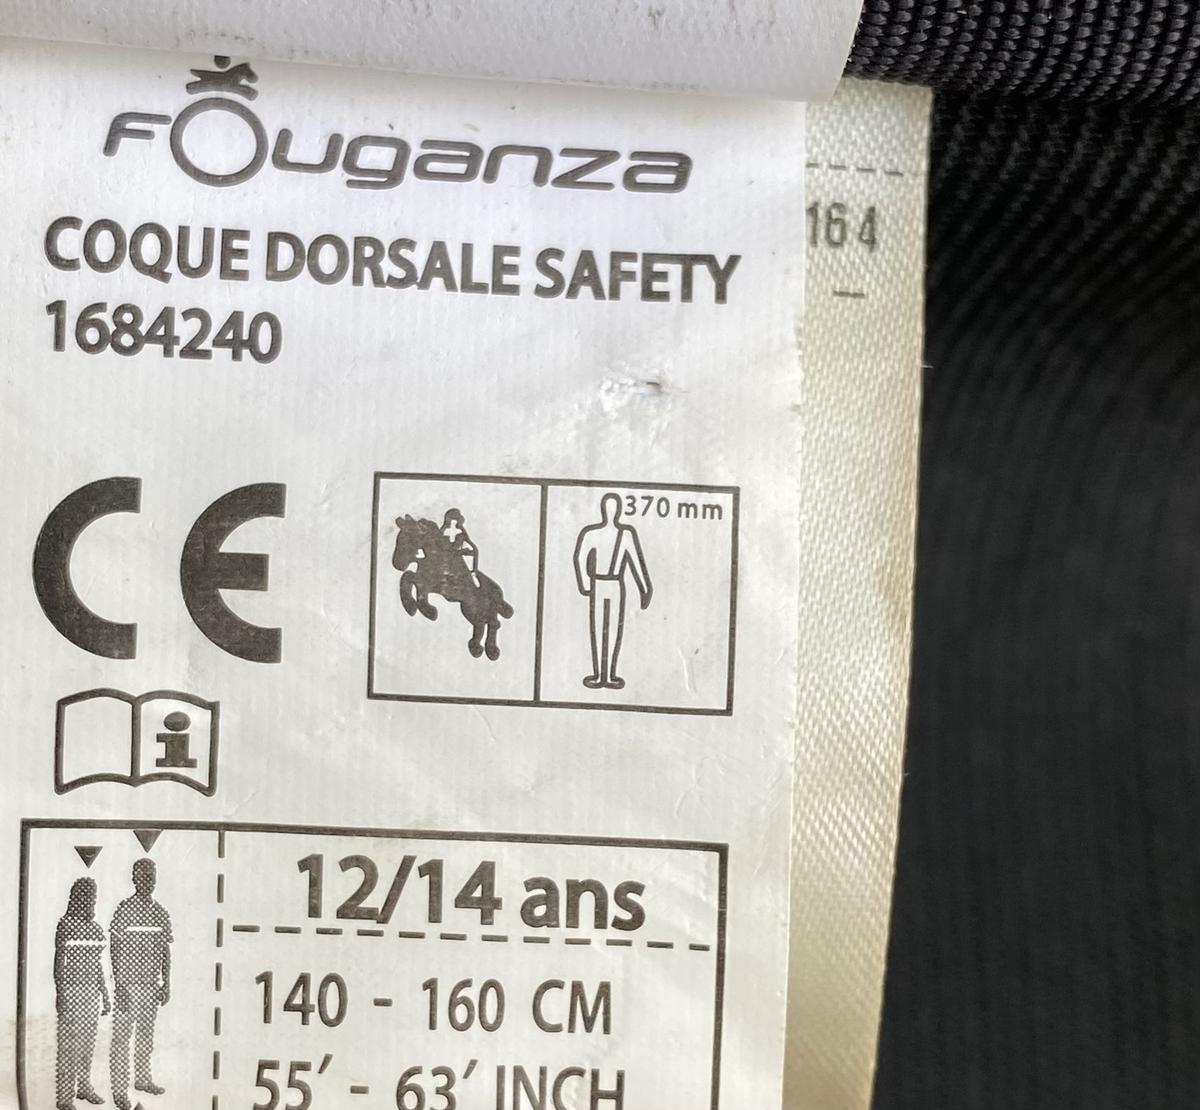 FOuganza
COQUE DORSALE SAFETY
1684240
164
CE
370 mm
i
12/14 ans
140 - 160 CM
55′ - 63′ INCH